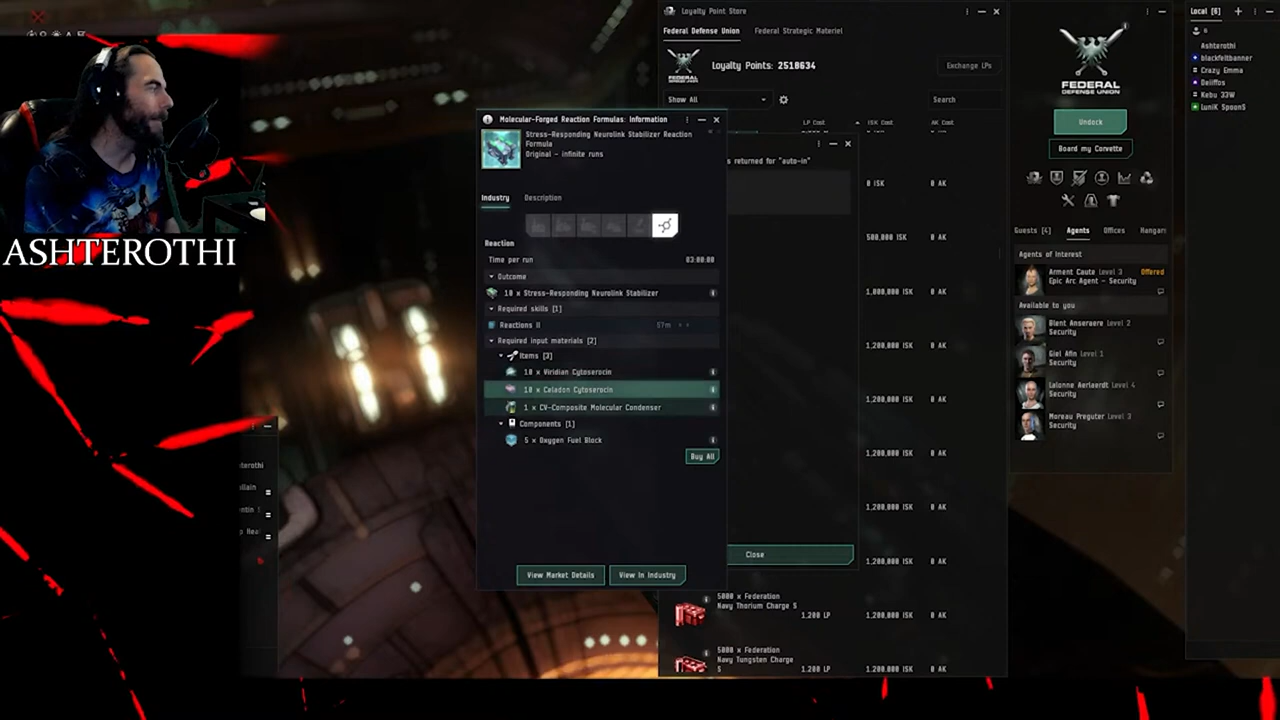 ASHTEROTHI
Molecular-Forged Reaction Formulas: Information
Stress-Responding Neurolink Stabilizer Reaction
Formula
Original - infinite runs
Industry
Description
Reaction
Time per run
03:00:00
Outcome
10 x Stress-Responding Neurolink Stabilizer
Required skills [1]
Reactions II
57m
Required input materials [2]
Items [3]
10 x Viridian Cytoserocin
10 x Celadon Cytoserocin
1 x CV-Composite Molecular Condenser
Components [1]
5 x Oxygen Fuel Block
Buy All
View Market Details
View In Industry
Loyalty Point Store
Federal Defense Union
Federal Strategic Materiel
Loyalty Points: 2518634
Exchange LPs
Show All
Search
LP Cost
ISK Cost
AK Cost
s returned for "auto-in"
0 ISK
0 AK
500,000 ISK
0 AK
1,000,000 ISK
0 AK
1,200,000 ISK
0 AK
1,200,000 ISK
0 AK
1,200,000 ISK
0 AK
1,200,000 ISK
0 AK
1,200,000 ISK
0 AK
Close
5000 x Federation
Navy Thorium Charge S
1,200 LP
1,200,000 ISK
0 AK
5000 x Federation
Navy Tungsten Charge
S
1,200 LP
1,200,000 ISK
0 AK
FEDERAL
DEFENSE UNION
Undock
Board my Corvette
Guests [4]
Agents
Offices
Hangars
Agents of Interest
Arment Caute Level 3
Offered
Epic Arc Agent - Security
Available to you
Blent Anseraere Level 2
Security
Giel Afin Level 1
Security
Lalonne Aerlaerdt Level 4
Security
Moreau Preguter Level 3
Security
Local [6]
6
Ashterothi
blackfeltbanner
Crazy Emma
Deliffos
Kebu 33W
LuniK SpoonS